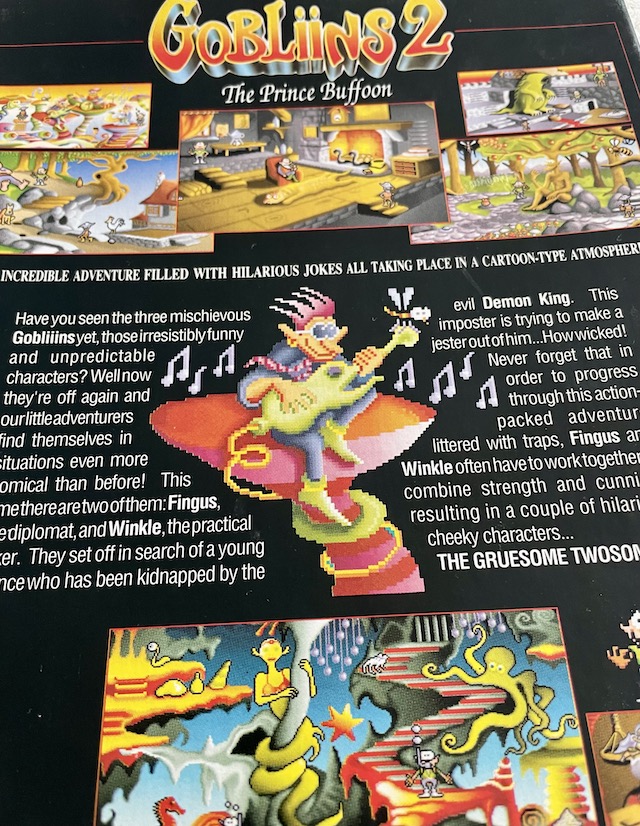 GOBLiiNS 2
The Prince Buffoon
INCREDIBLE ADVENTURE FILLED WITH HILARIOUS JOKES ALL TAKING PLACE IN A CARTOON-TYPE ATMOSPHERE
Have you seen the three mischievous
Gobliiins yet, those irresistibly funny
and unpredictable
characters? Well now
they're off again and
our little adventurers
find themselves in
situations even more
omical than before! This
me there are two of them: Fingus,
e diplomat, and Winkle, the practical
ker. They set off in search of a young
nce who has been kidnapped by the
evil Demon King. This
imposter is trying to make a
jester out of him...How wicked!
Never forget that in
order to progress
through this action
packed adventur
littered with traps, Fingus an
Winkle often have to work together
combine strength and cunni
resulting in a couple of hilar
cheeky characters...
THE GRUESOME TWOSOM